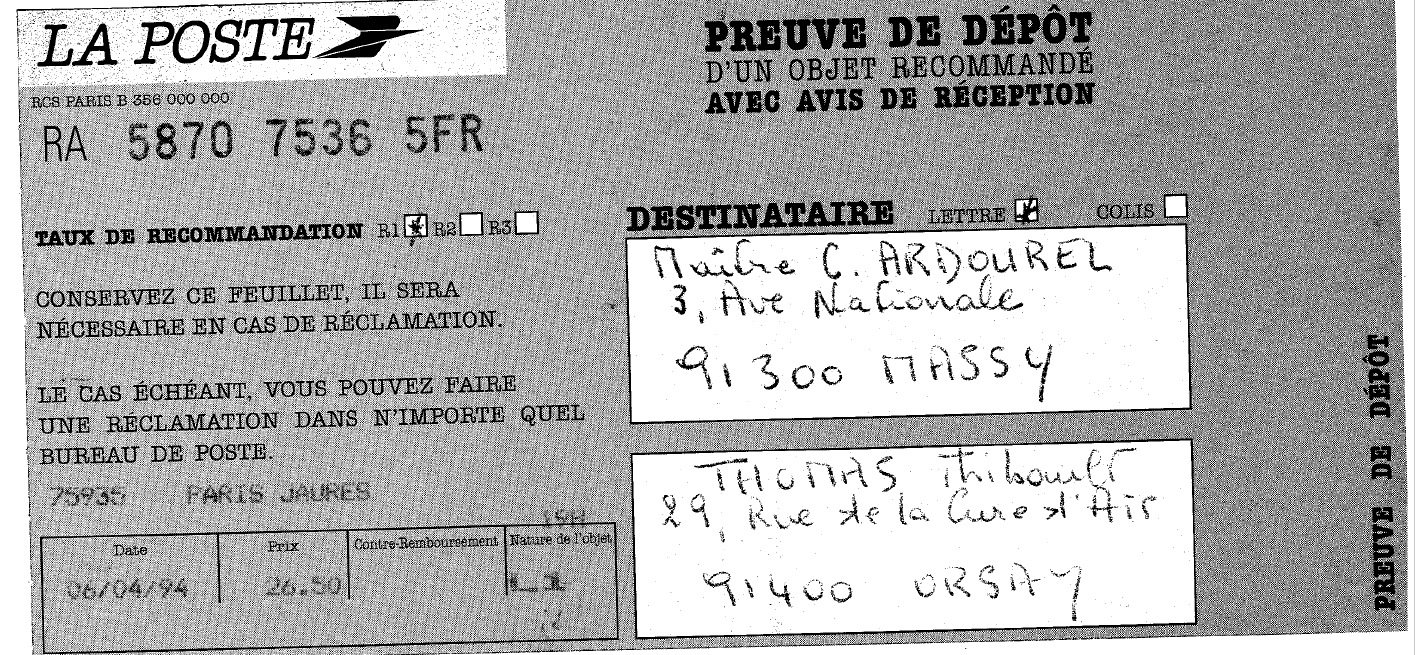 LA POSTE
RCS PARIS B 356 000 000
RA 5870 7536 5FR
PREUVE DE DÉPÔT
D'UN OBJET RECOMMANDÉ
AVEC AVIS DE RÉCEPTION
TAUX DE RECOMMANDATION R1 R2 R3
CONSERVEZ CE FEUILLET, IL SERA
NÉCESSAIRE EN CAS DE RÉCLAMATION.
LE CAS ÉCHÉANT, VOUS POUVEZ FAIRE
UNE RÉCLAMATION DANS N'IMPORTE QUEL
BUREAU DE POSTE.
75935 PARIS JAURES
15H
Date Prix Contre-Remboursement Nature de l'objet
06/04/94 26.50
DESTINATAIRE LETTRE COLIS
Maître C. ARDOUREL
3, Ave Nationale
91300 MASSY
THOMAS Thibault
29, Rue de la Cure d'Air
91400 ORSAY
PREUVE DE DÉPÔT